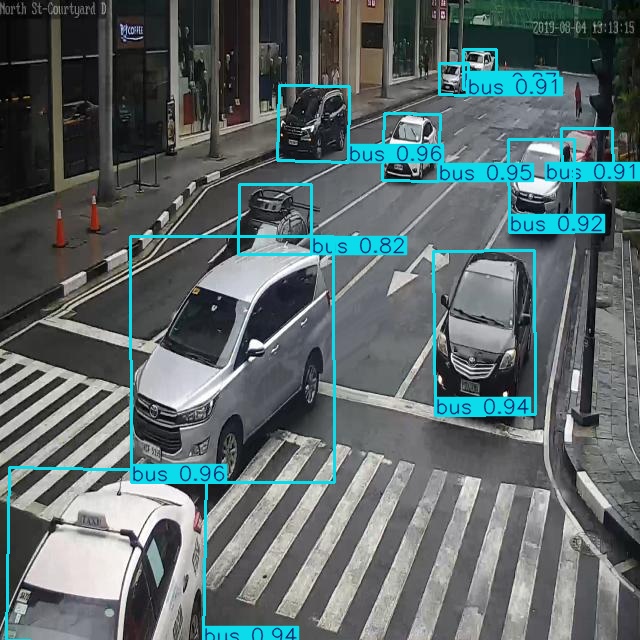 North St-Courtyard D
2019-08-04 13:13:15
COFFEE
bus 0.91
bus 0.96
bus 0.95
bus 0.91
bus 0.92
bus 0.82
bus 0.94
bus 0.96
TAXI
bus 0.94